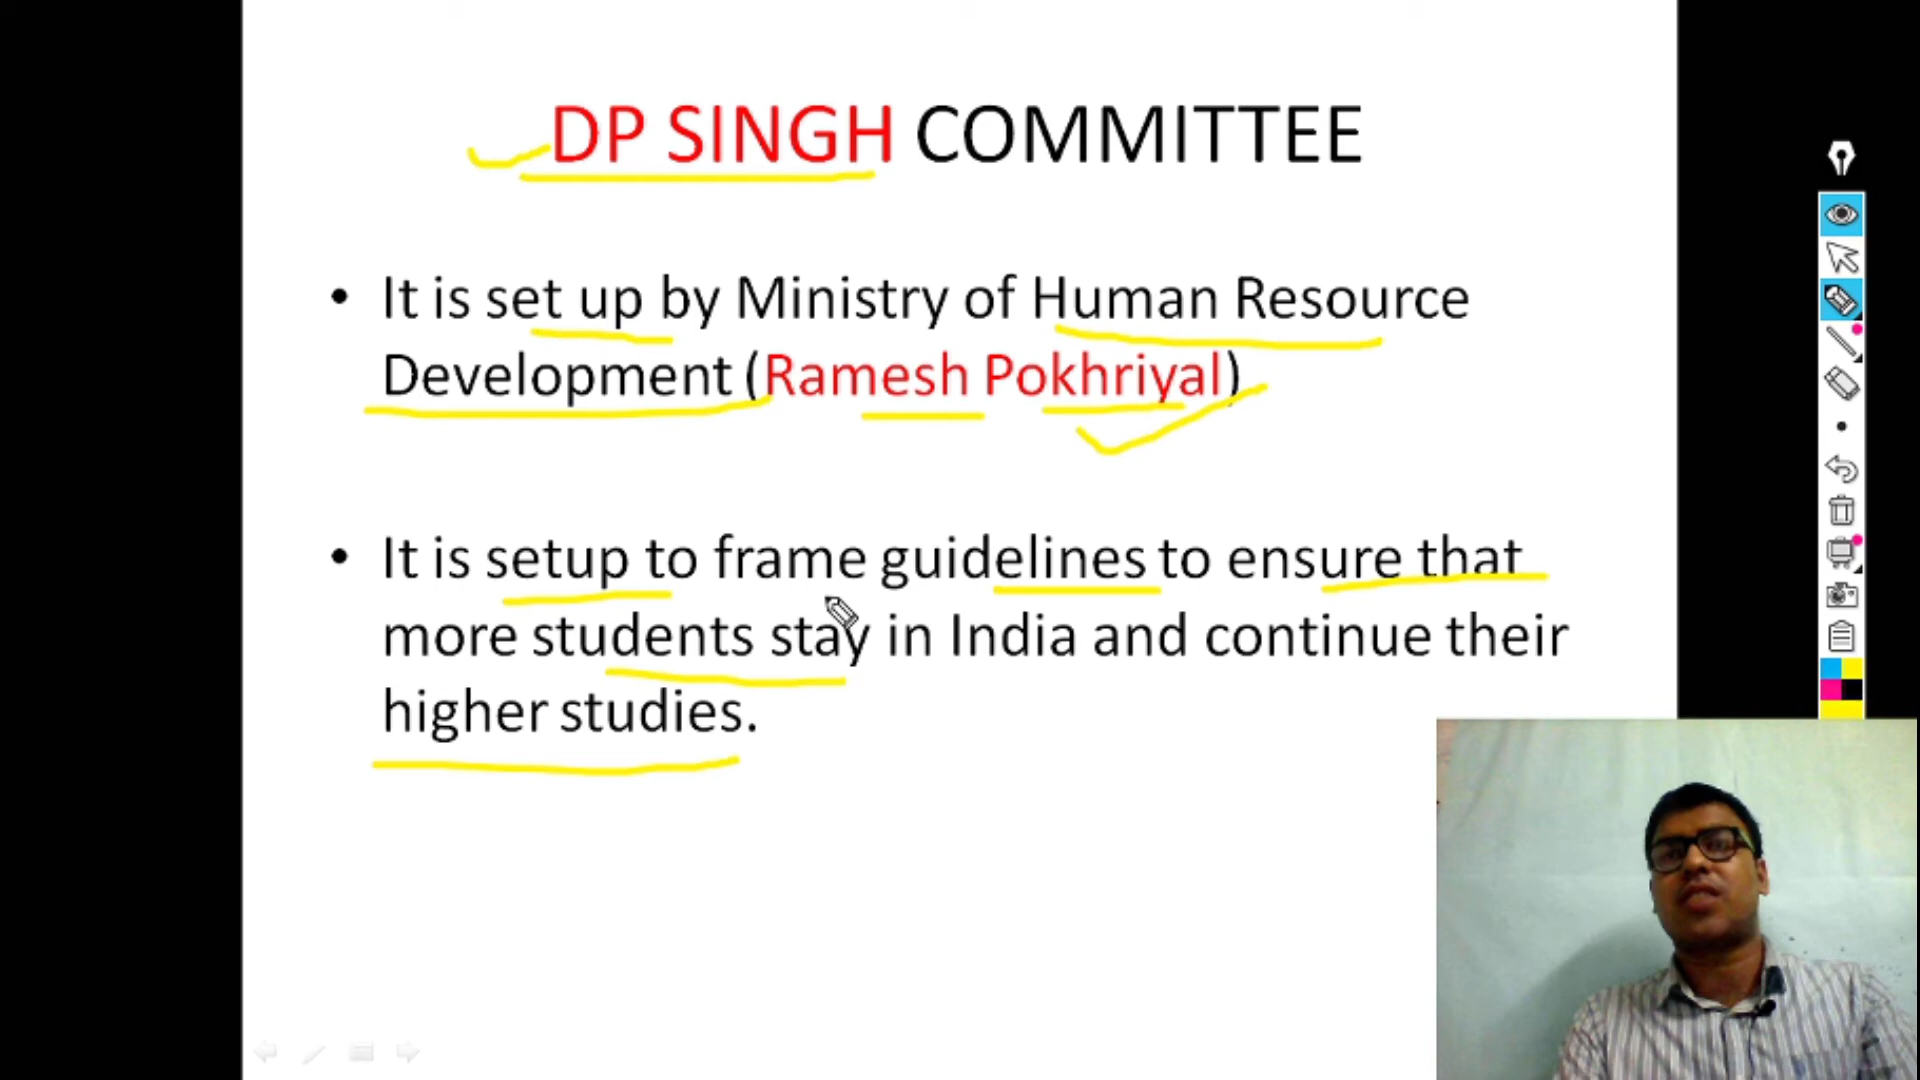 DP SINGH COMMITTEE
• It is set up by Ministry of Human Resource
Development (Ramesh Pokhriyal)
• It is setup to frame guidelines to ensure that
more students stay in India and continue their
higher studies.